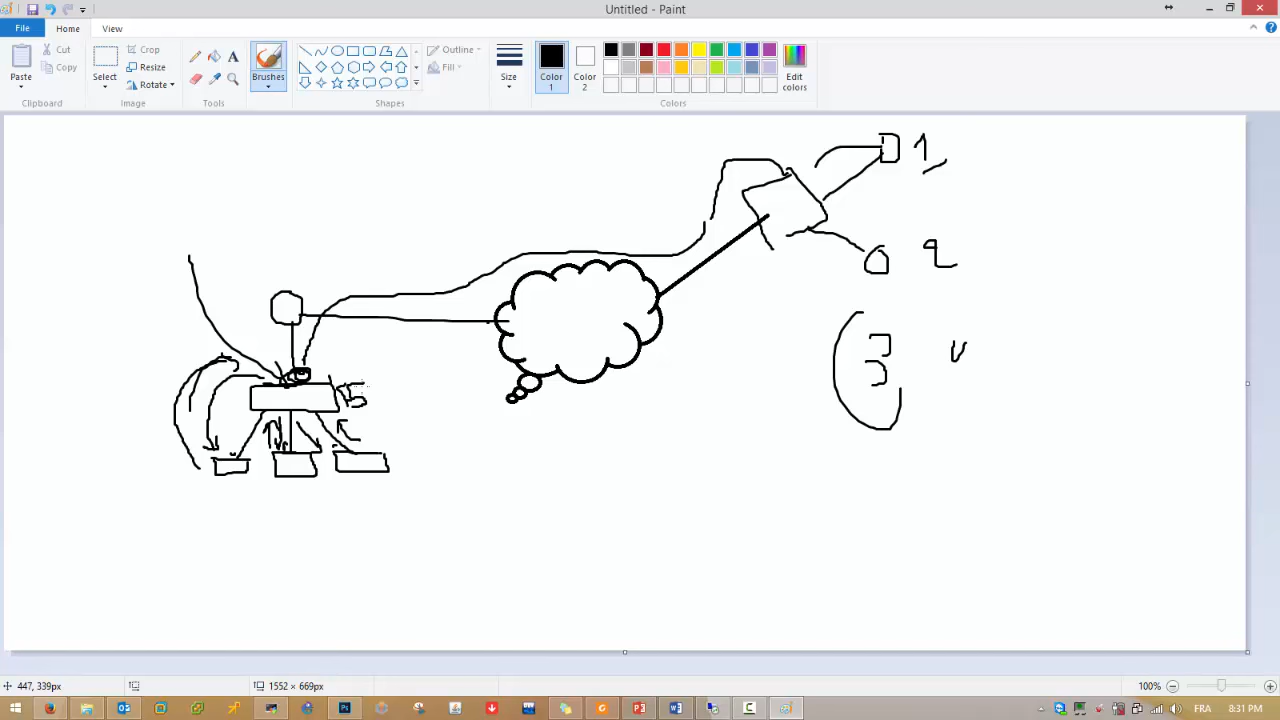 Untitled - Paint
File
Home
View
Paste
Cut
Copy
Clipboard
Select
Crop
Resize
Rotate
Image
Tools
Brushes
Shapes
Outline
Fill
Size
Color 1
Color 2
Edit colors
Colors
1
2
3
447, 339px
1552 × 669px
100%
FRA
8:31 PM